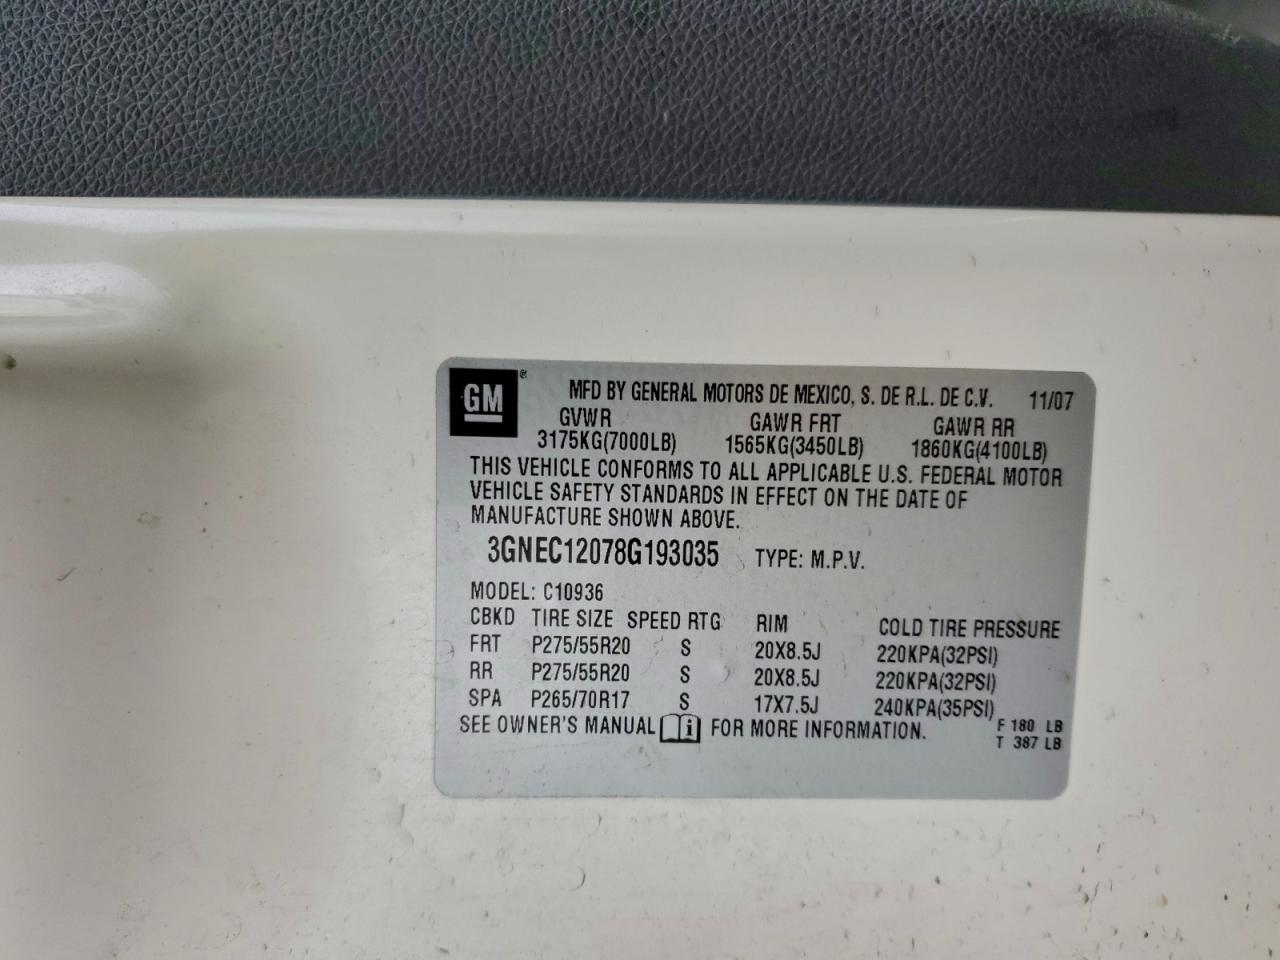 GM® MFD BY GENERAL MOTORS DE MEXICO, S. DE R.L. DE C.V. 11/07
GVWR GAWR FRT GAWR RR
3175KG(7000LB) 1565KG(3450LB) 1860KG(4100LB)
THIS VEHICLE CONFORMS TO ALL APPLICABLE U.S. FEDERAL MOTOR
VEHICLE SAFETY STANDARDS IN EFFECT ON THE DATE OF
MANUFACTURE SHOWN ABOVE.
3GNEC12078G193035 TYPE: M.P.V.
MODEL: C10936
CBKD TIRE SIZE SPEED RTG RIM COLD TIRE PRESSURE
FRT P275/55R20 S 20X8.5J 220KPA(32PSI)
RR P275/55R20 S 20X8.5J 220KPA(32PSI)
SPA P265/70R17 S 17X7.5J 240KPA(35PSI)
SEE OWNER'S MANUAL i FOR MORE INFORMATION. F 180 LB
T 387 LB